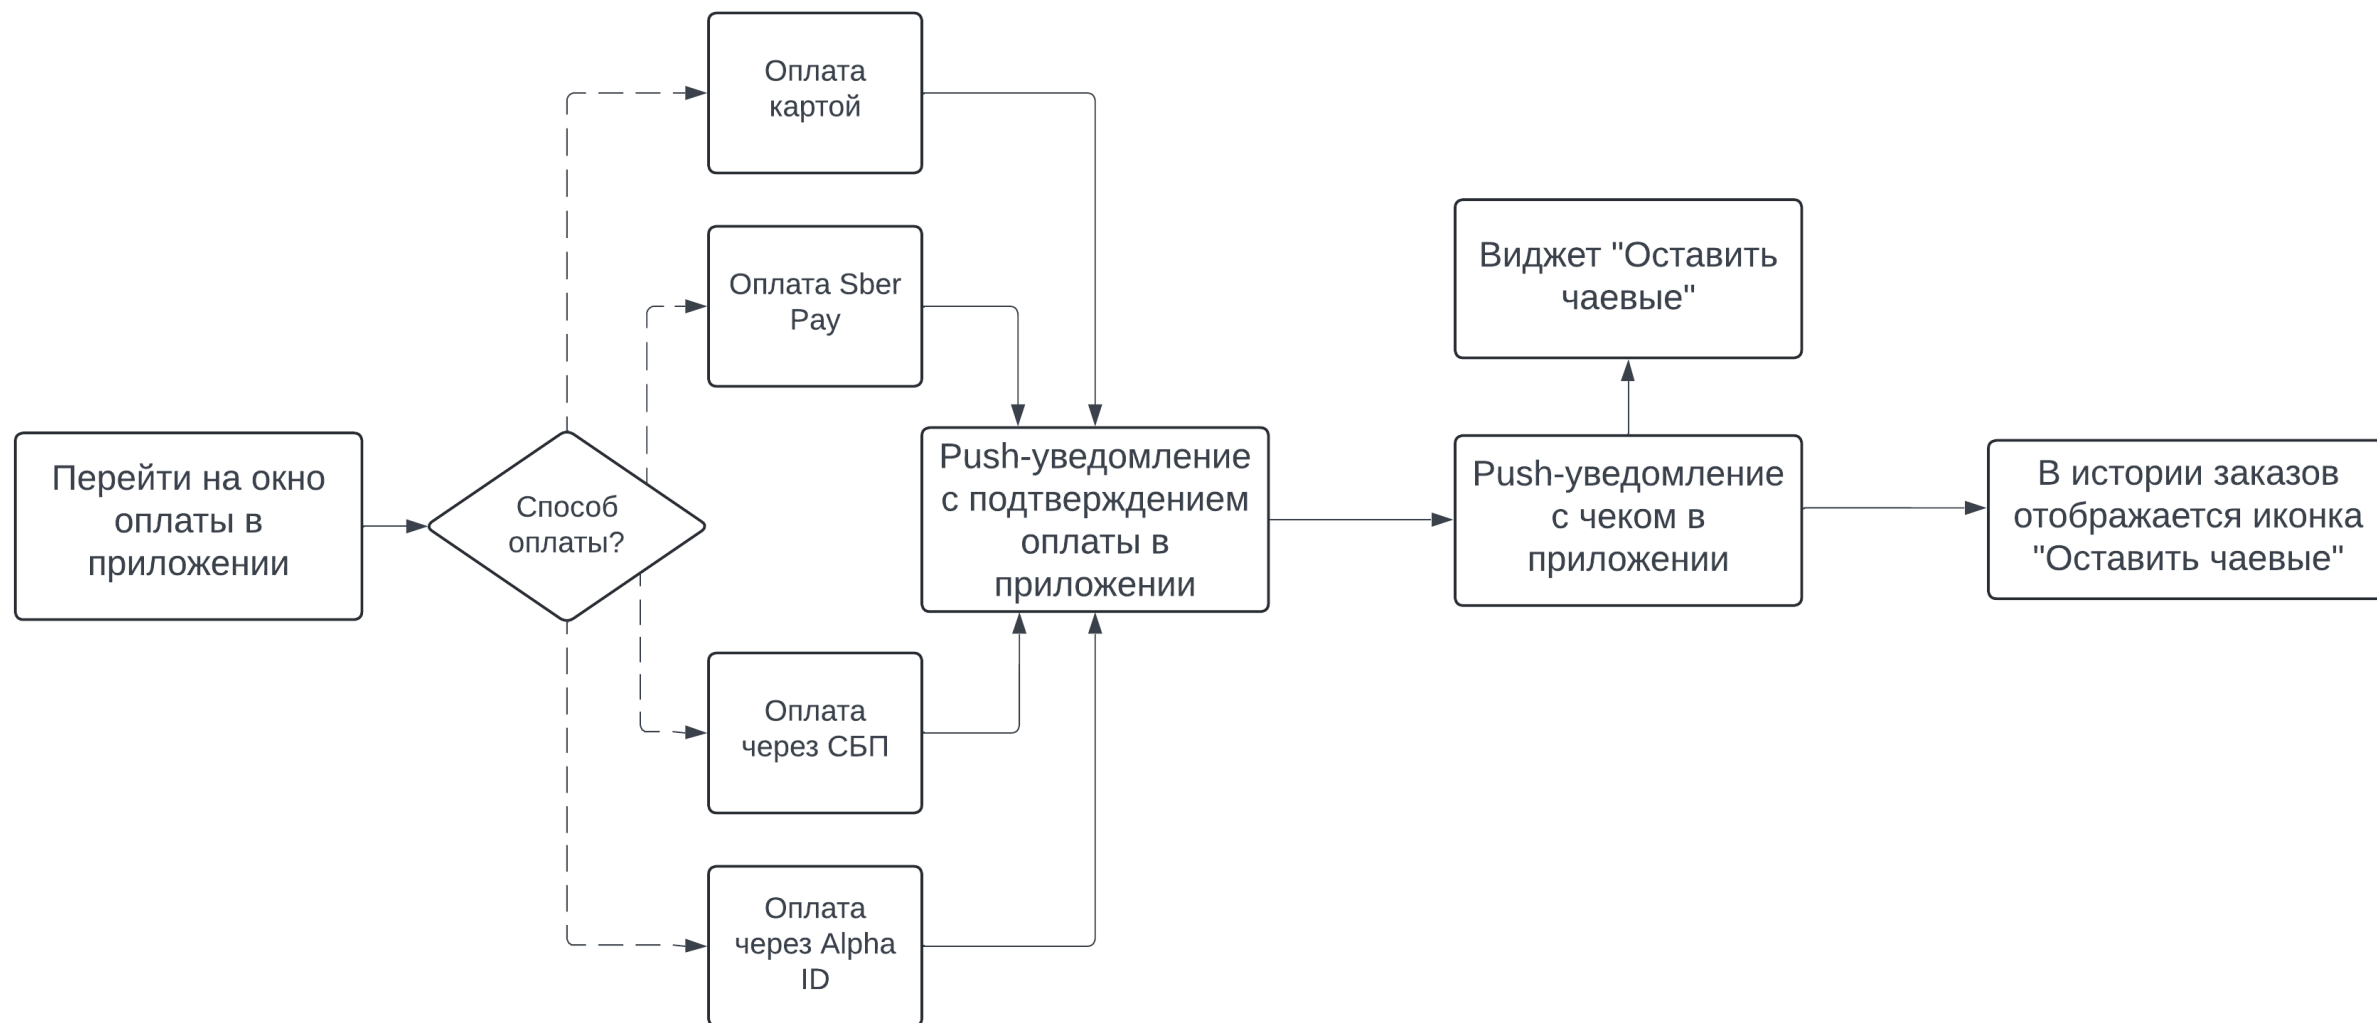 Перейти на окно
оплаты в
приложении
Способ
оплаты?
Оплата
картой
Оплата Sber
Pay
Оплата
через СБП
Оплата
через Alpha
ID
Push-уведомление
с подтверждением
оплаты в
приложении
Push-уведомление
с чеком в
приложении
Виджет "Оставить
чаевые"
В истории заказов
отображается иконка
"Оставить чаевые"